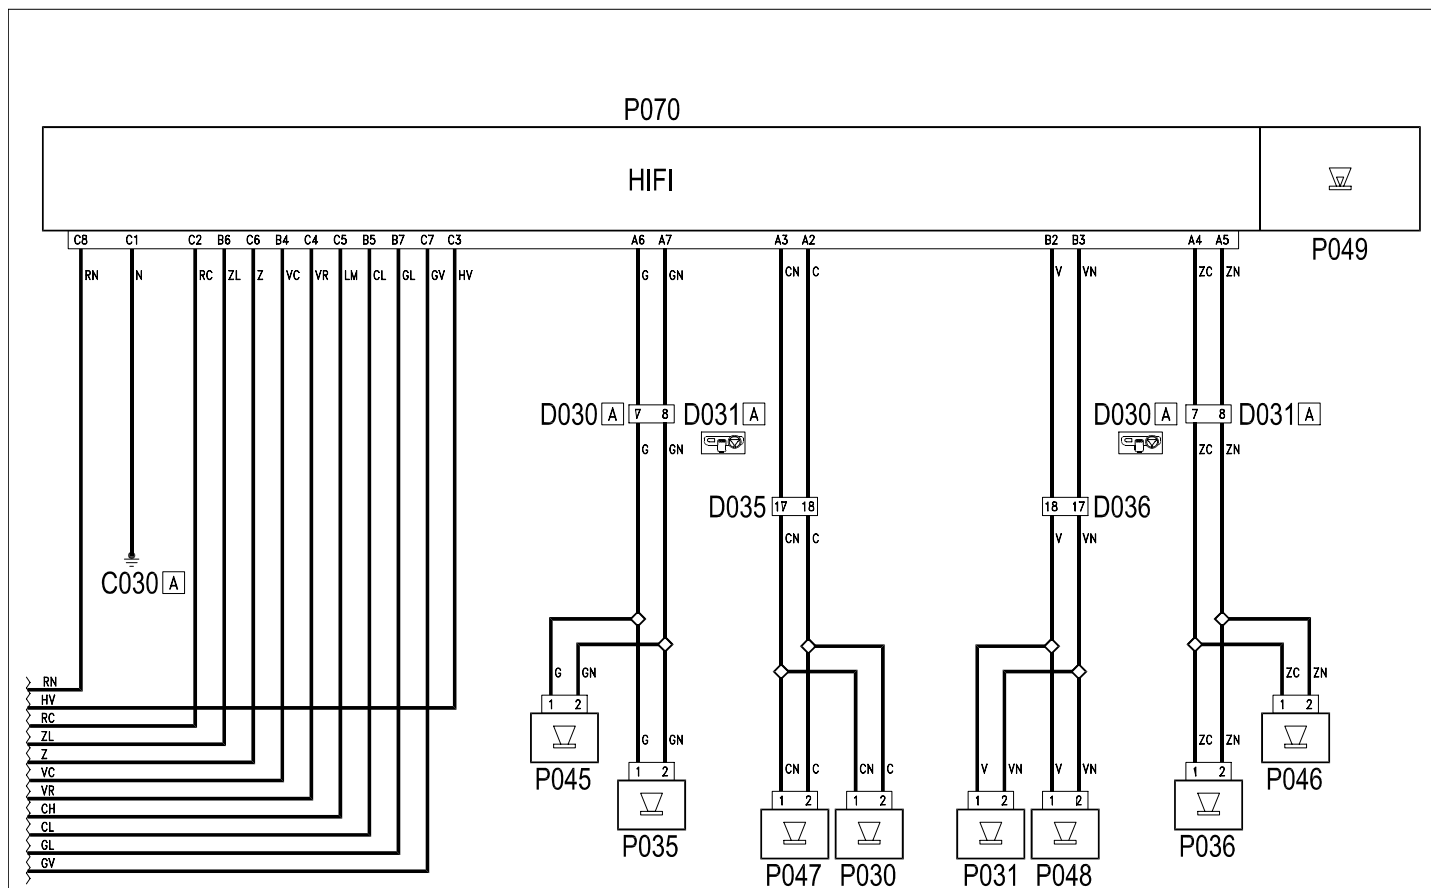 P070
HIFI
P049
C8 C1 C2 B6 C6 B4 C4 C5 B5 B7 C7 C3 A6 A7 A3 A2 B2 B3 A4 A5
RN N RC ZL Z VC VR LM CL GL GV HV G GN CN C V VN ZC ZN
D030 A 7 8 D031 A D030 A 7 8 D031 A
G GN ZC ZN
D035 17 18 18 17 D036
CN C V VN
C030 A
G GN ZC ZN
1 2 1 2
P045 P046
G GN ZC ZN
1 2 1 2
P035 P036
CN C CN C V VN V VN
1 2 1 2 1 2 1 2
P047 P030 P031 P048
RN
HV
RC
ZL
Z
VC
VR
CH
CL
GL
GV